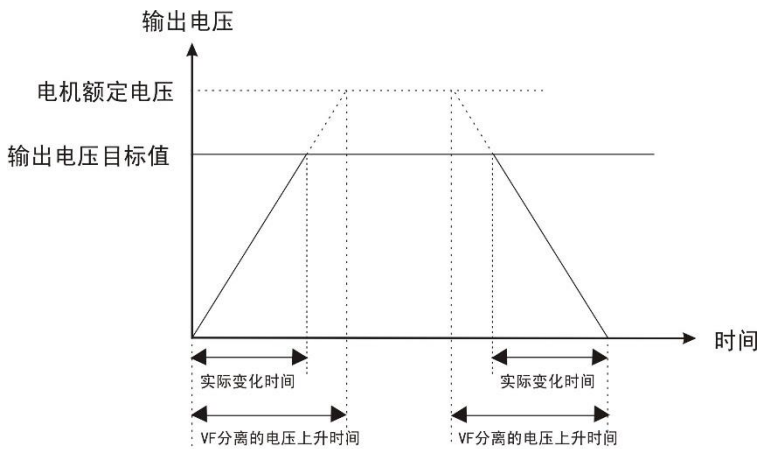 输出电压
电机额定电压
输出电压目标值
时间
实际变化时间 实际变化时间
VF分离的电压上升时间 VF分离的电压上升时间